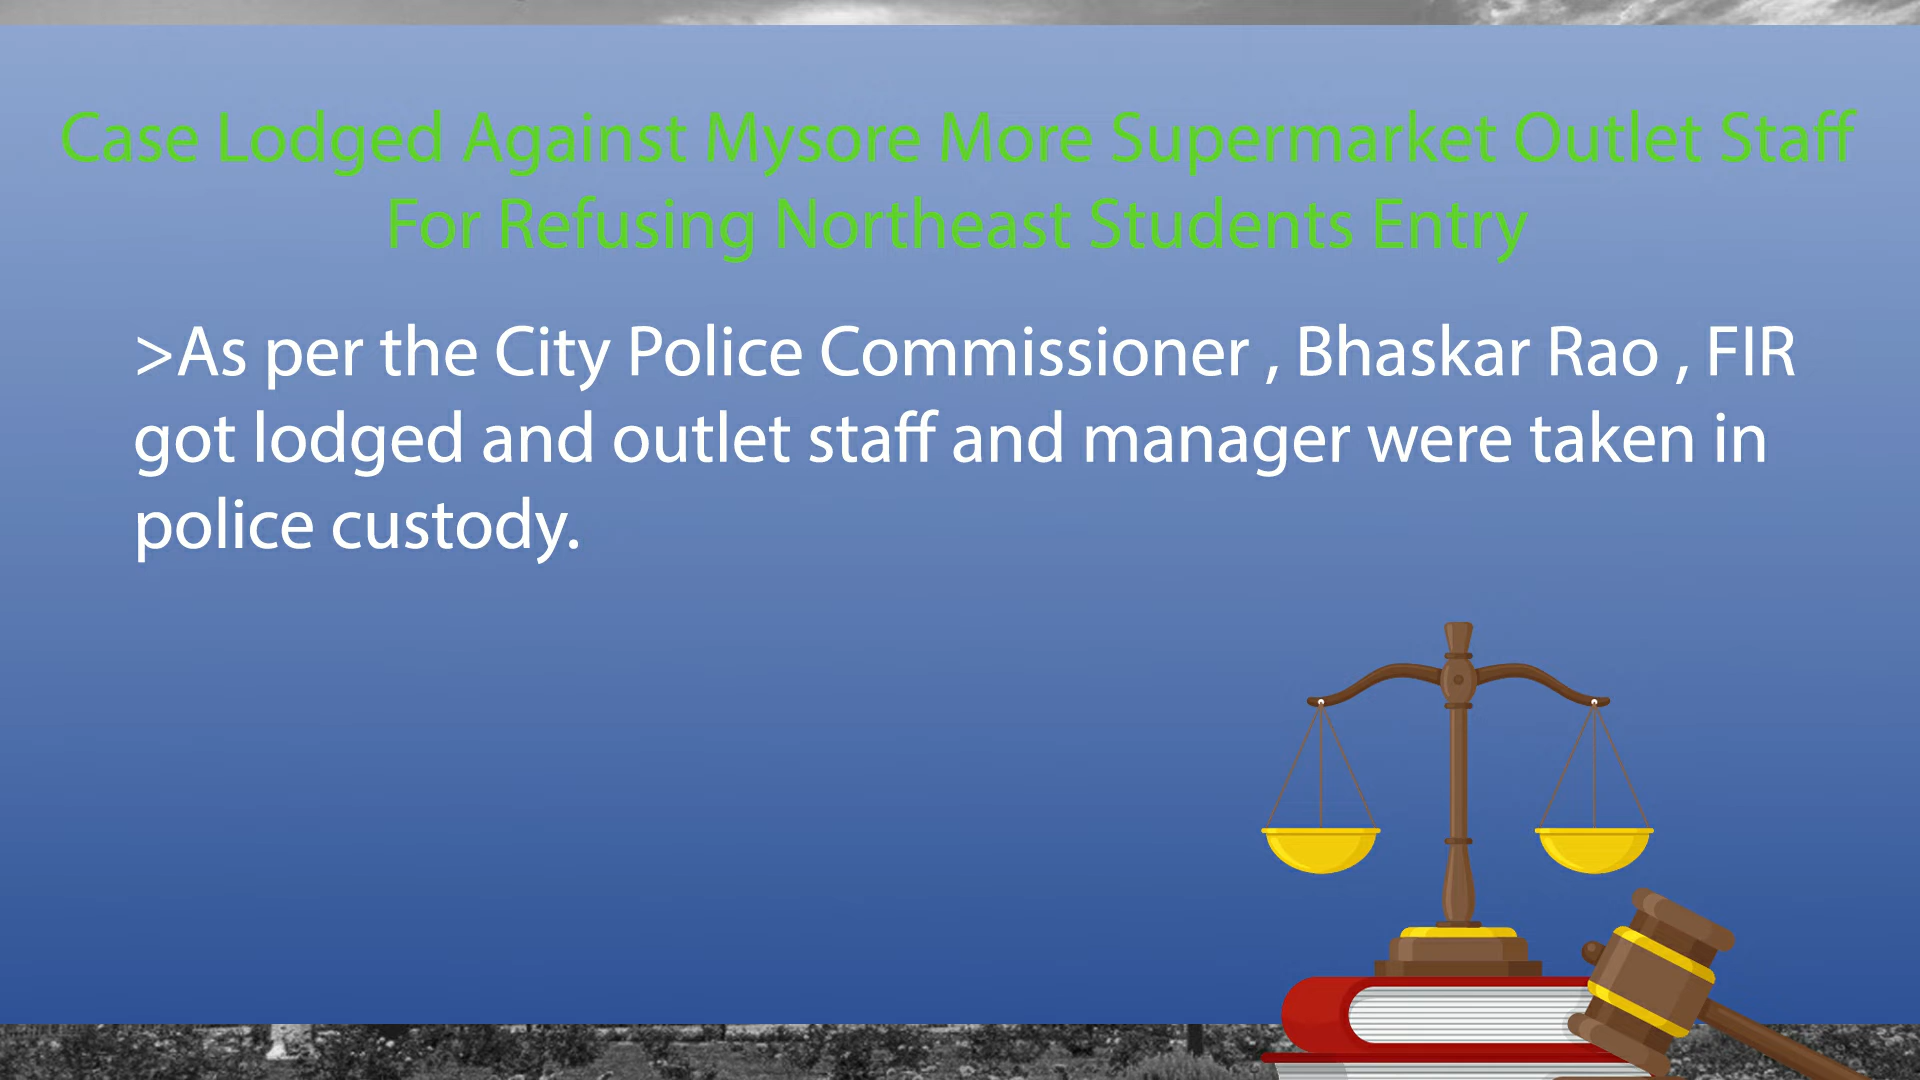 Case Lodged Against Mysore More Supermarket Outlet Staff
For Refusing Northeast Students Entry
>As per the City Police Commissioner , Bhaskar Rao , FIR
got lodged and outlet staff and manager were taken in
police custody.